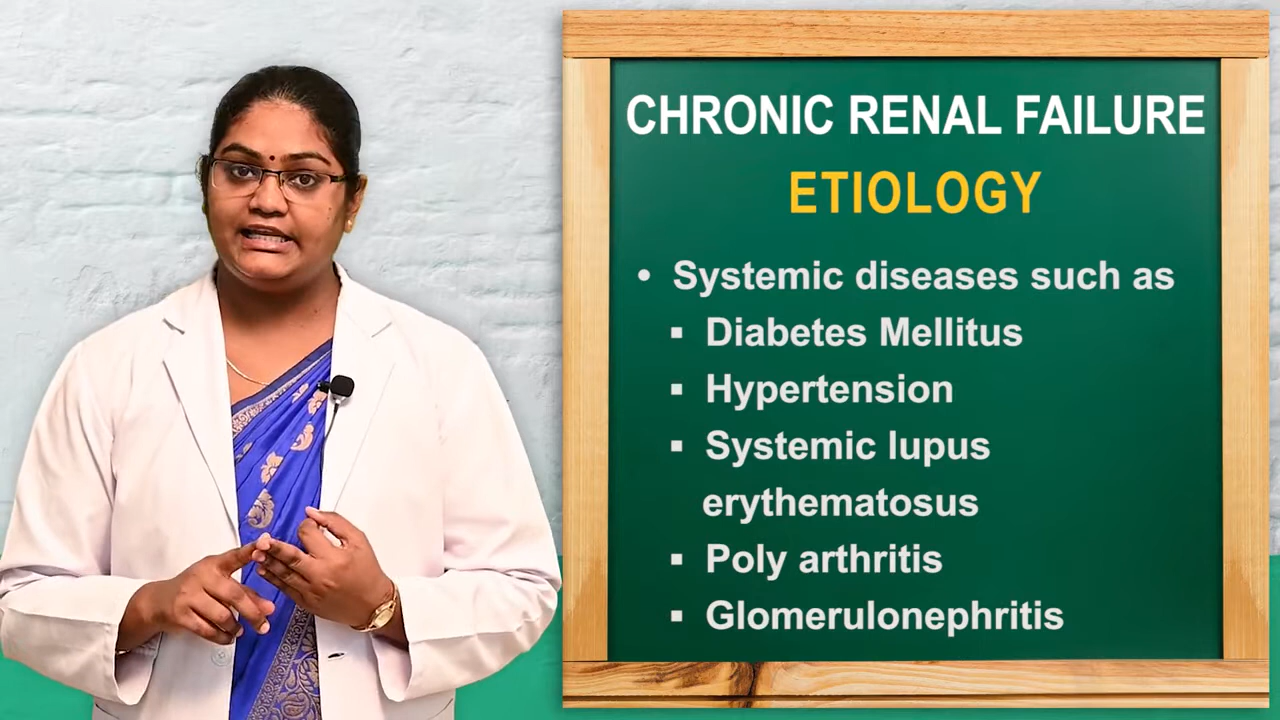 CHRONIC RENAL FAILURE
ETIOLOGY
• Systemic diseases such as
▪ Diabetes Mellitus
▪ Hypertension
▪ Systemic lupus
erythematosus
▪ Poly arthritis
▪ Glomerulonephritis